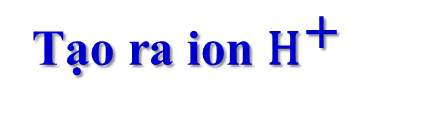 Tạo ra ion H⁺